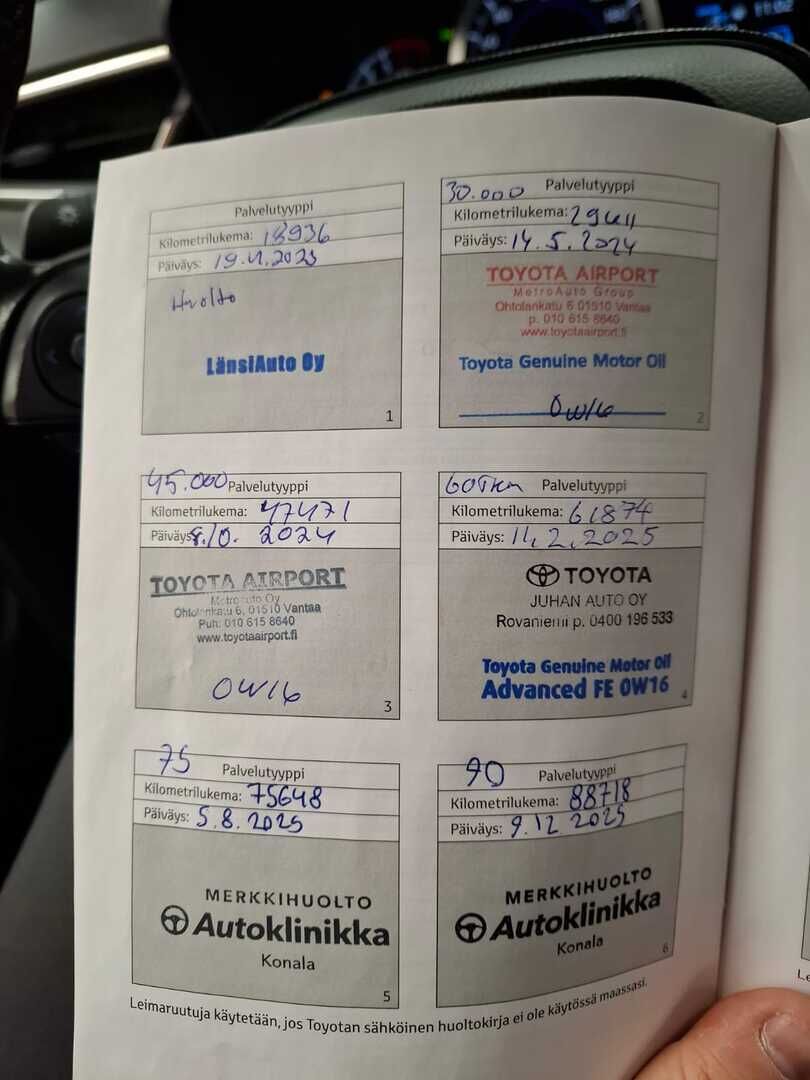 11:02
Palvelutyyppi
Kilometrilukema: 18936
Päiväys: 19.11.2023
Huolto
LänsiAuto Oy
1
30.000 Palvelutyyppi
Kilometrilukema: 29411
Päiväys: 14.5.2024
TOYOTA AIRPORT
MetroAuto Group
Ohtolankatu 6 01510 Vantaa
p. 010 615 8640
www.toyotaairport.fi
Toyota Genuine Motor Oil
0W16
2
45.000 Palvelutyyppi
Kilometrilukema: 47471
Päiväys: 8.10. 2024
TOYOTA AIRPORT
Metroauto Oy
Ohtolankatu 6, 01510 Vantaa
Puh: 010 615 8640
www.toyotaairport.fi
0W16
3
60Tkm Palvelutyyppi
Kilometrilukema: 61874
Päiväys: 14.2.2025
TOYOTA
JUHAN AUTO OY
Rovaniemi p. 0400 196 533
Toyota Genuine Motor Oil
Advanced FE 0W16
4
75
Palvelutyyppi
Kilometrilukema: 75648
Päiväys: 5.8.2025
MERKKIHUOLTO
Autoklinikka
Konala
5
90 Palvelutyyppi
Kilometrilukema: 88718
Päiväys: 9.12 2025
MERKKIHUOLTO
Autoklinikka
Konala
6
Leimaruutuja käytetään, jos Toyotan sähköinen huoltokirja ei ole käytössä maassasi.